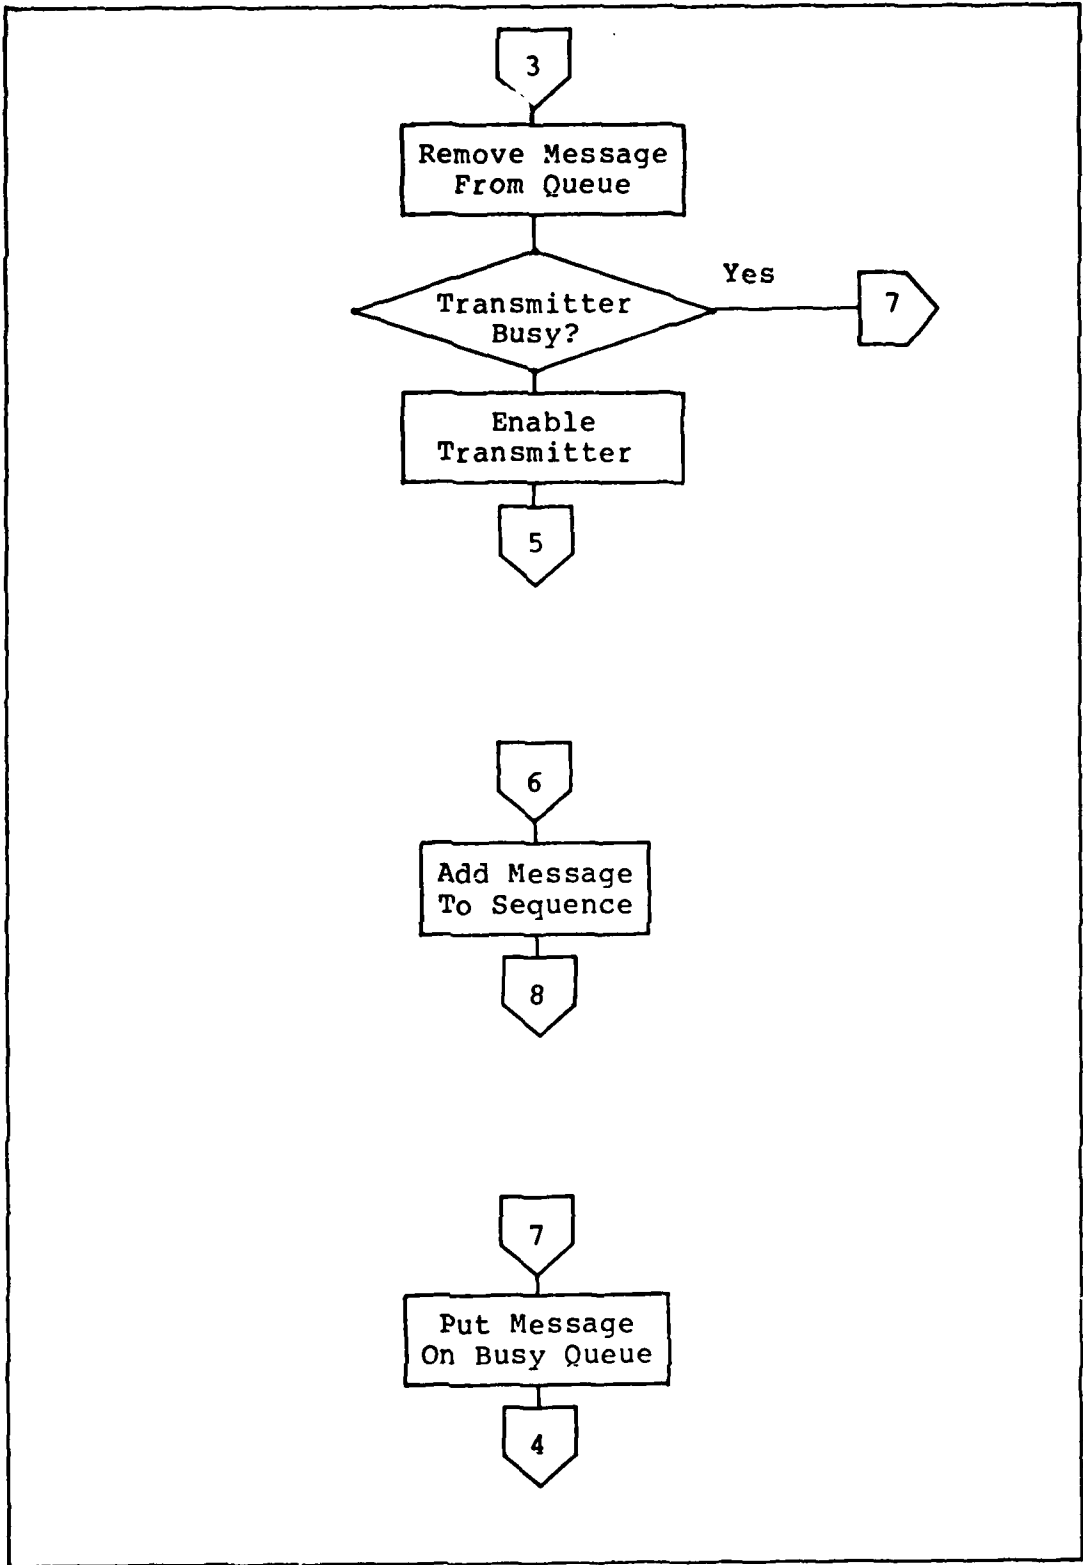 3
Remove Message
From Queue
Yes
Transmitter
Busy?
7
Enable
Transmitter
5
6
Add Message
To Sequence
8
7
Put Message
On Busy Queue
4